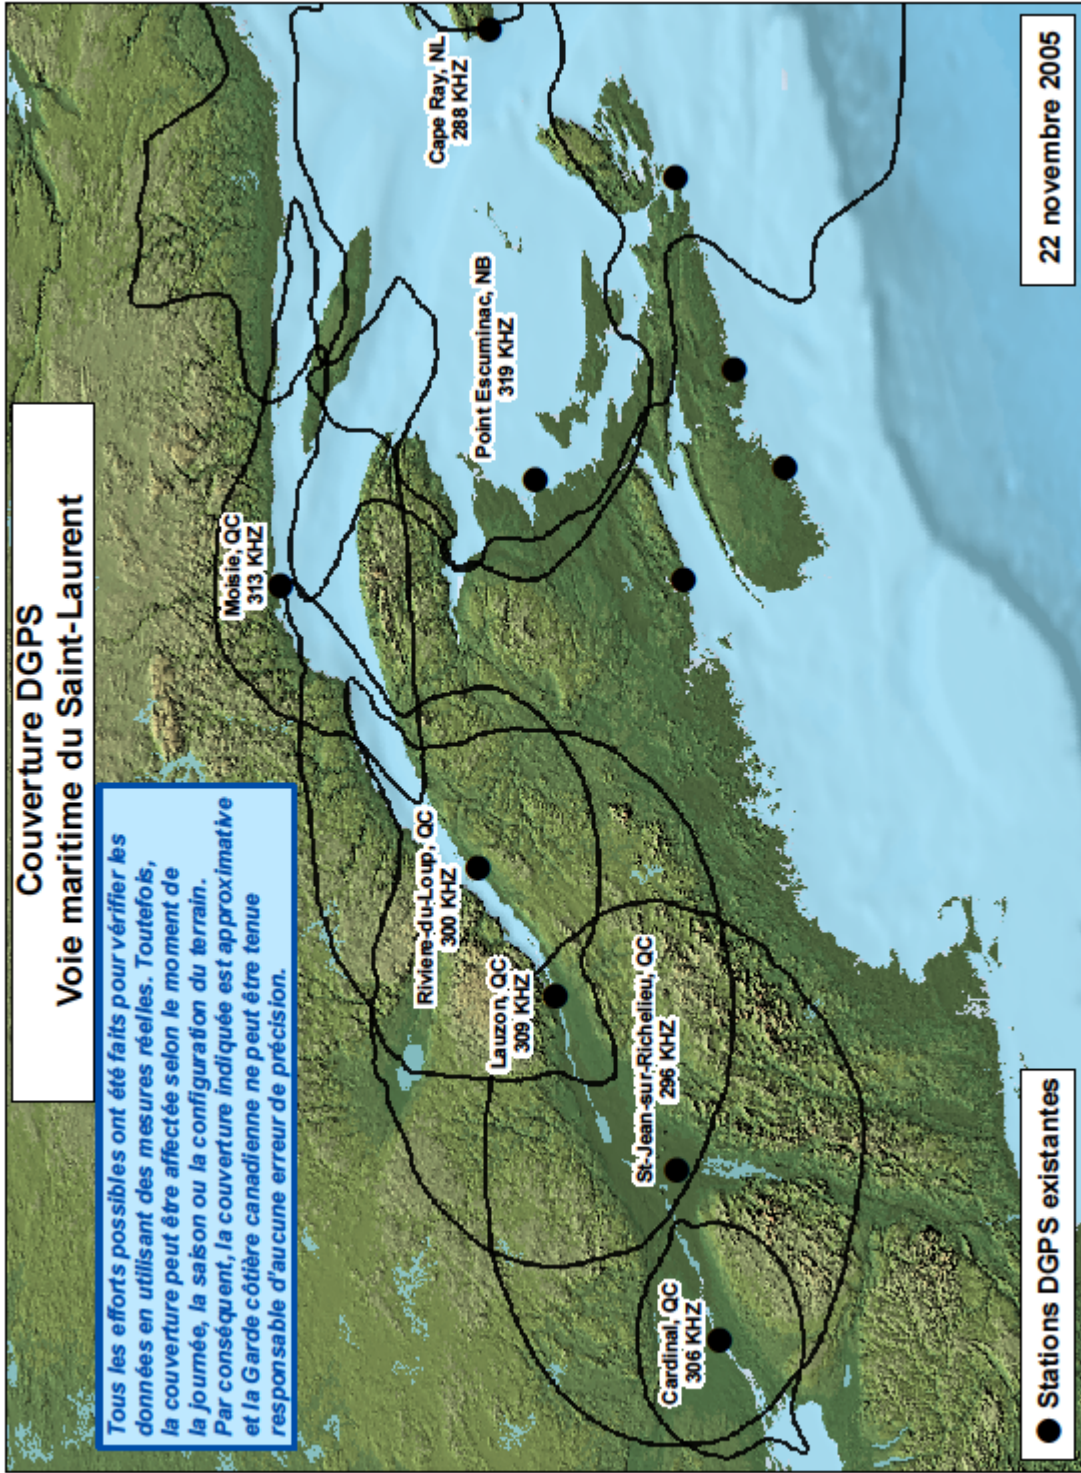 Couverture DGPS
Voie maritime du Saint-Laurent
Tous les efforts possibles ont été faits pour vérifier les
données en utilisant des mesures réelles. Toutefois,
la couverture peut être affectée selon le moment de
la journée, la saison ou la configuration du terrain.
Par conséquent, la couverture indiquée est approximative
et la Garde côtière canadienne ne peut être tenue
responsable d'aucune erreur de précision.
Moisie, QC
313 KHZ
Cape Ray, NL
288 KHZ
Riviere-du-Loup, QC
300 KHZ
Point Escuminac, NB
319 KHZ
Lauzon, QC
309 KHZ
St-Jean-sur-Richelieu, QC
296 KHZ
Cardinal, QC
306 KHZ
Stations DGPS existantes
22 novembre 2005